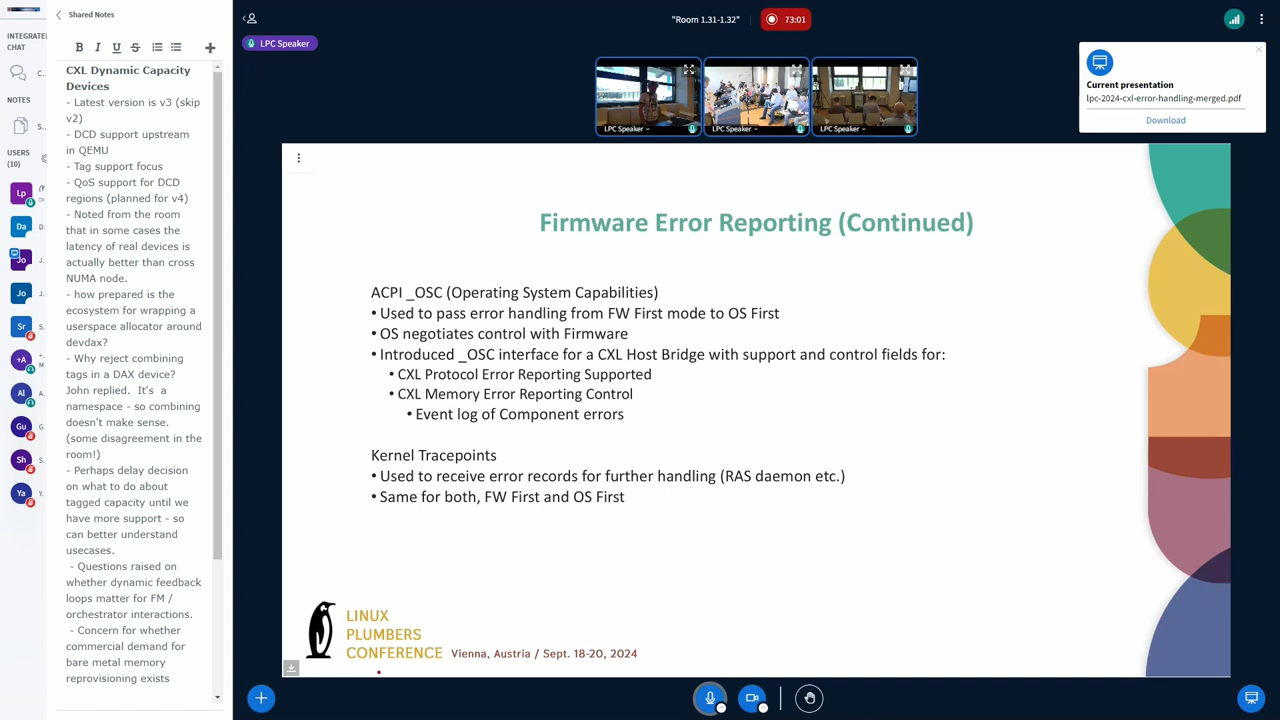 Shared Notes
"Room 1.31-1.32"
73:01
INTEGRATE
CHAT
C...
NOTES
S...
USERS
(10)
Lp
Da
D.
Jo
J.
Jo
J.
Sr
S.
+A
M
Al
A.
Gu
G.
Sh
S.
Ya
Y.
B I U S
CXL Dynamic Capacity
Devices
- Latest version is v3 (skip
v2)
- DCD support upstream
in QEMU
- Tag support focus
- QoS support for DCD
regions (planned for v4)
- Noted from the room
that in some cases the
latency of real devices is
actually better than cross
NUMA node.
- how prepared is the
ecosystem for wrapping a
userspace allocator around
devdax?
- Why reject combining
tags in a DAX device?
John replied.  It's  a
namespace - so combining
doesn't make sense.
(some disagreement in the
room!)
- Perhaps delay decision
on what to do about
tagged capacity until we
have more support - so
can better understand
usecases.
- Questions raised on
whether dynamic feedback
loops matter for FM /
orchestrator interactions.
- Concern for whether
commercial demand for
bare metal memory
reprovisioning exists
LPC Speaker
LPC Speaker
LPC Speaker
LPC Speaker
Current presentation
lpc-2024-cxl-error-handling-merged.pdf
Download
Firmware Error Reporting (Continued)
ACPI _OSC (Operating System Capabilities)
• Used to pass error handling from FW First mode to OS First
• OS negotiates control with Firmware
• Introduced _OSC interface for a CXL Host Bridge with support and control fields for:
• CXL Protocol Error Reporting Supported
• CXL Memory Error Reporting Control
• Event log of Component errors
Kernel Tracepoints
• Used to receive error records for further handling (RAS daemon etc.)
• Same for both, FW First and OS First
LINUX
PLUMBERS
CONFERENCE
Vienna, Austria / Sept. 18-20, 2024